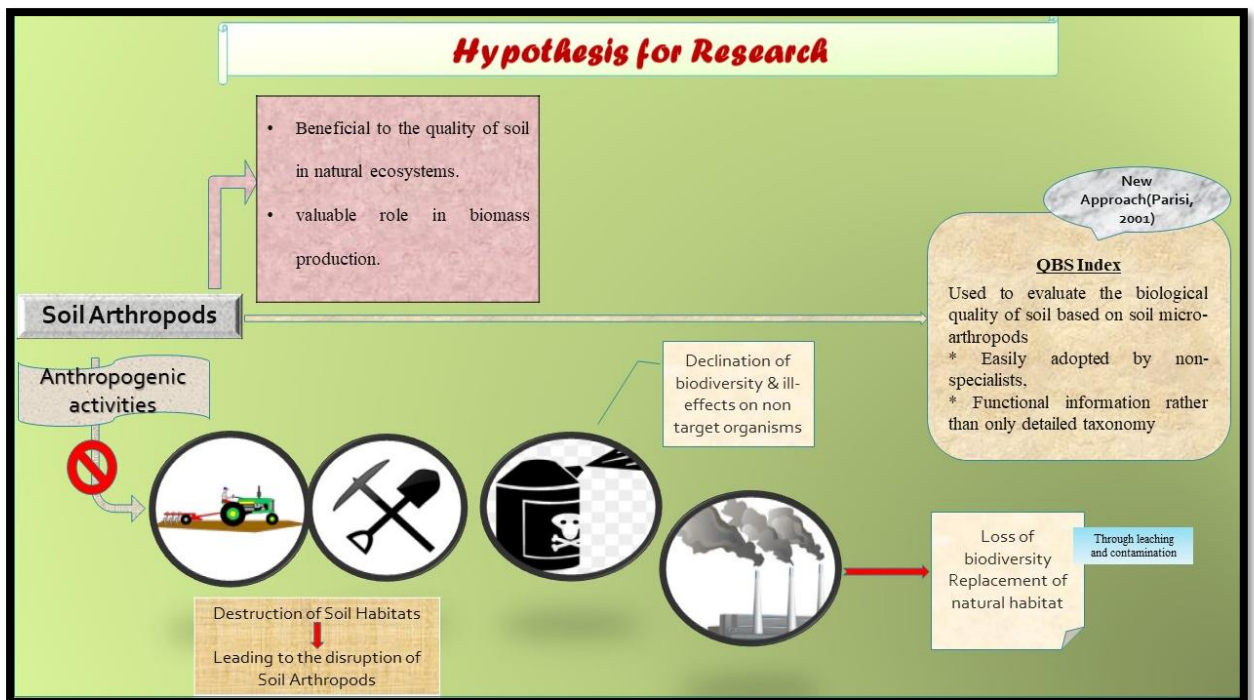 Hypothesis for Research
• Beneficial to the quality of soil
in natural ecosystems.
• valuable role in biomass
production.
New
Approach(Parisi,
2001)
QBS Index
Used to evaluate the biological
quality of soil based on soil micro-
arthropods
* Easily adopted by non-
specialists,
* Functional information rather
than only detailed taxonomy
Soil Arthropods
Anthropogenic
activities
Declination of
biodiversity & ill-
effects on non
target organisms
Destruction of Soil Habitats
Leading to the disruption of
Soil Arthropods
Loss of
biodiversity
Replacement of
natural habitat
Through leaching
and contamination